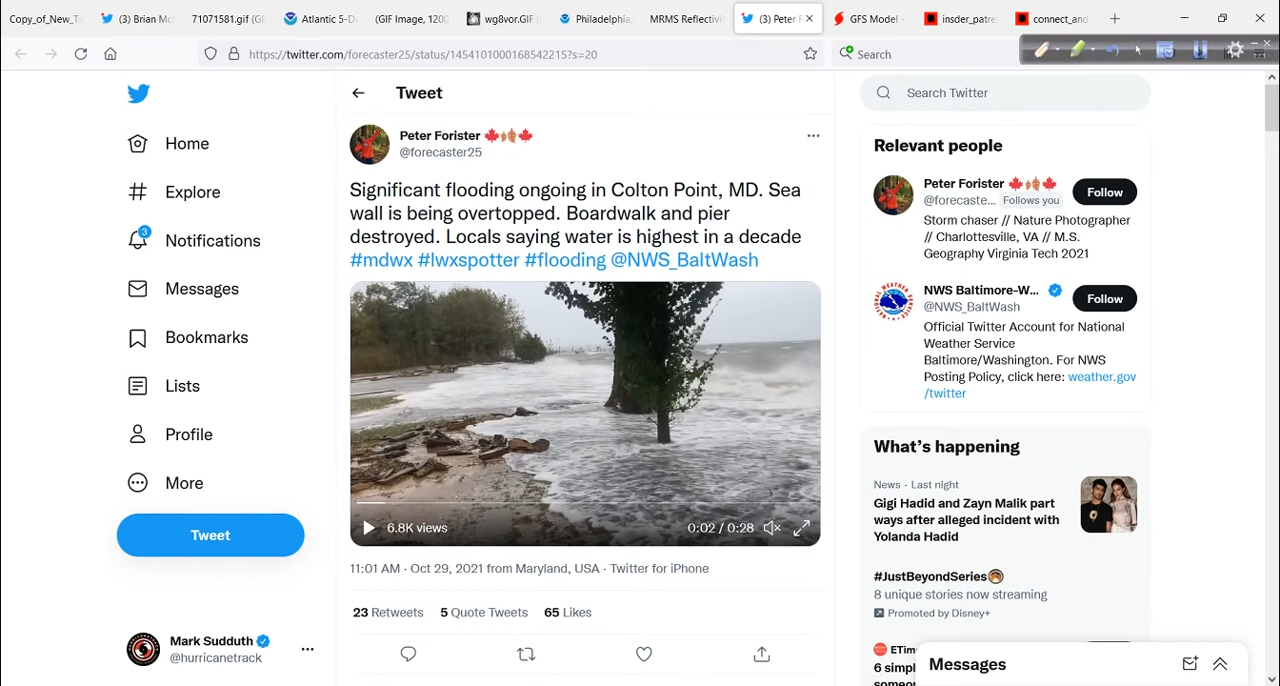 Copy_of_New_Ti
(3) Brian Mc
71071581.gif (G
Atlantic 5-D
(GIF Image, 1200
wg8vor.GIF (
Philadelphia,
MRMS Reflectiv
(3) Peter F
GFS Model -
insder_patre
connect_and
https://twitter.com/forecaster25/status/1454101000168542215?s=20
Search
Home
Explore
3
Notifications
Messages
Bookmarks
Lists
Profile
More
Tweet
Mark Sudduth
@hurricanetrack
Tweet
Peter Forister
@forecaster25
Significant flooding ongoing in Colton Point, MD. Sea
wall is being overtopped. Boardwalk and pier
destroyed. Locals saying water is highest in a decade
#mdwx #lwxspotter #flooding @NWS_BaltWash
6.8K views
0:02 / 0:28
11:01 AM · Oct 29, 2021 from Maryland, USA · Twitter for iPhone
23 Retweets 5 Quote Tweets 65 Likes
Search Twitter
Relevant people
Peter Forister
@forecaste... Follows you
Follow
Storm chaser // Nature Photographer
// Charlottesville, VA // M.S.
Geography Virginia Tech 2021
NWS Baltimore-W...
@NWS_BaltWash
Follow
Official Twitter Account for National
Weather Service
Baltimore/Washington. For NWS
Posting Policy, click here: weather.gov
/twitter
What's happening
News · Last night
Gigi Hadid and Zayn Malik part
ways after alleged incident with
Yolanda Hadid
#JustBeyondSeries
8 unique stories now streaming
Promoted by Disney+
ETime
6 simpl
Messages